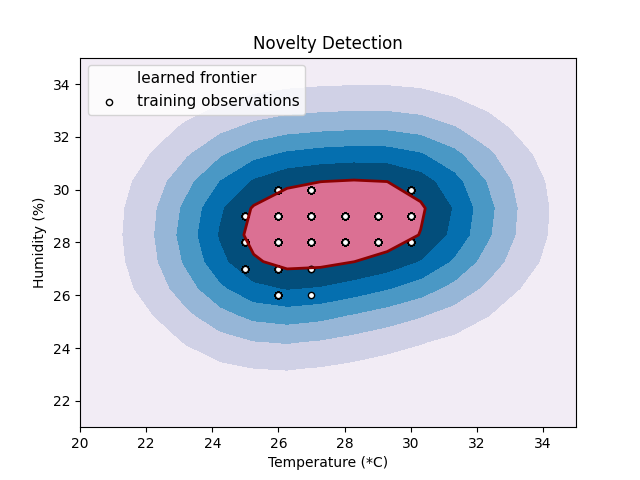 Novelty Detection
learned frontier
training observations
34
32
30
28
26
24
22
Humidity (%)
20 22 24 26 28 30 32 34
Temperature (*C)